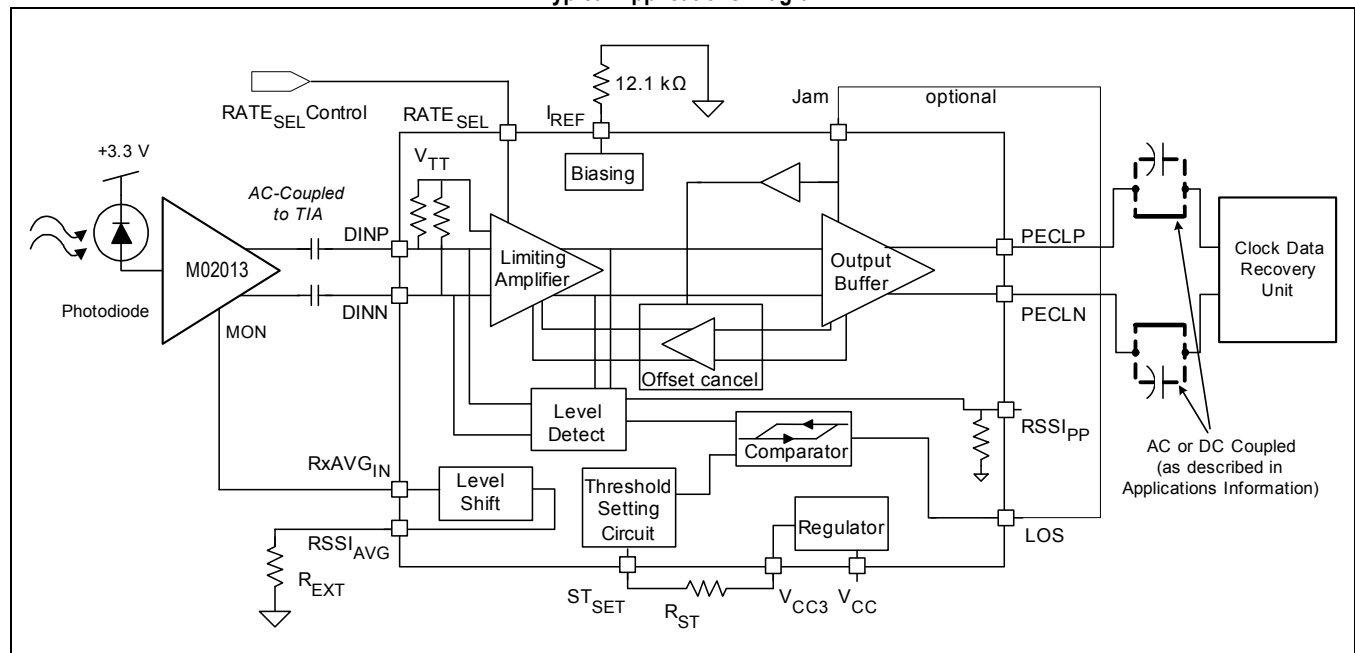 12.1 kΩ
Jam
optional
RATE_SEL Control
RATE_SEL
I_REF
+3.3 V
V_TT
Biasing
AC-Coupled
to TIA
DINP
M02013
Limiting
Amplifier
Output
Buffer
PECLP
Clock Data
Recovery
Unit
Photodiode
DINN
MON
PECLN
Offset cancel
Level
Detect
RSSI_PP
Comparator
AC or DC Coupled
(as described in
Applications Information)
RxAVG_IN
Level
Shift
Threshold
Setting
Circuit
Regulator
LOS
RSSI_AVG
R_EXT
ST_SET
R_ST
V_CC3
V_CC